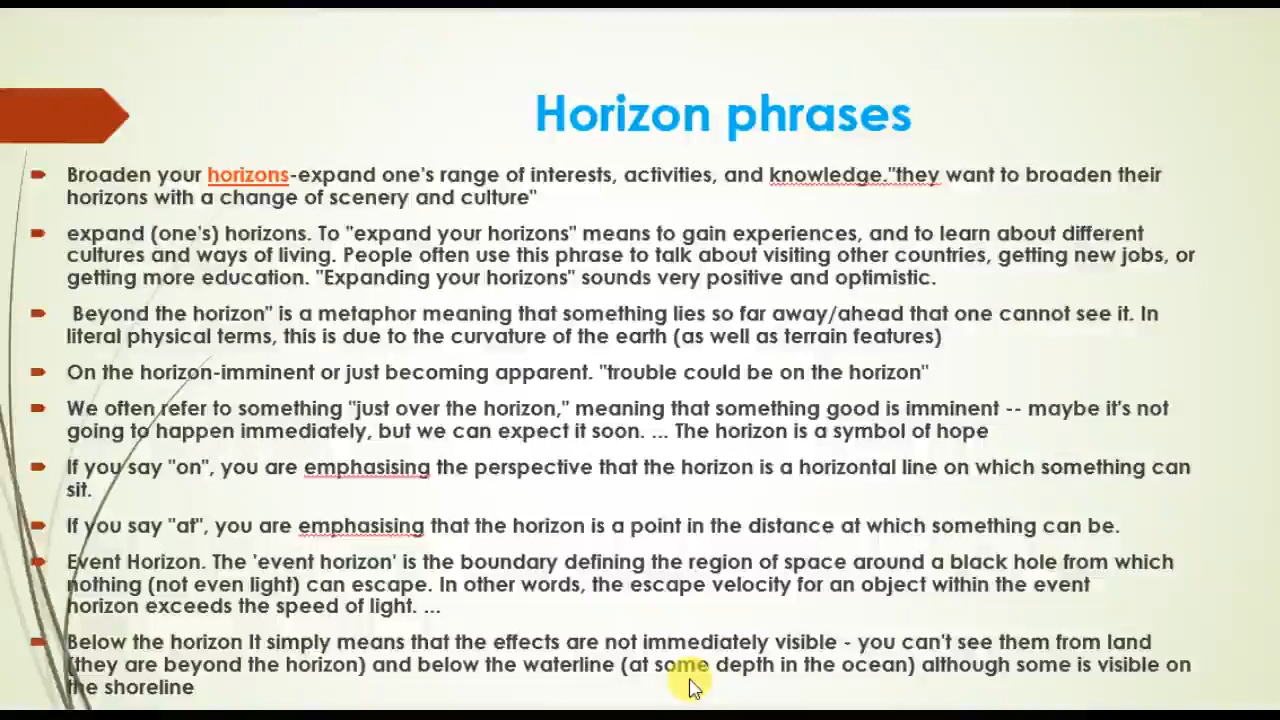 Horizon phrases
Broaden your horizons-expand one's range of interests, activities, and knowledge."they want to broaden their
horizons with a change of scenery and culture"
expand (one's) horizons. To "expand your horizons" means to gain experiences, and to learn about different
cultures and ways of living. People often use this phrase to talk about visiting other countries, getting new jobs, or
getting more education. "Expanding your horizons" sounds very positive and optimistic.
Beyond the horizon" is a metaphor meaning that something lies so far away/ahead that one cannot see it. In
literal physical terms, this is due to the curvature of the earth (as well as terrain features)
On the horizon-imminent or just becoming apparent. "trouble could be on the horizon"
We often refer to something "just over the horizon," meaning that something good is imminent -- maybe it's not
going to happen immediately, but we can expect it soon. ... The horizon is a symbol of hope
If you say "on", you are emphasising the perspective that the horizon is a horizontal line on which something can
sit.
If you say "at", you are emphasising that the horizon is a point in the distance at which something can be.
Event Horizon. The 'event horizon' is the boundary defining the region of space around a black hole from which
nothing (not even light) can escape. In other words, the escape velocity for an object within the event
horizon exceeds the speed of light. ...
Below the horizon It simply means that the effects are not immediately visible - you can't see them from land
(they are beyond the horizon) and below the waterline (at some depth in the ocean) although some is visible on
the shoreline